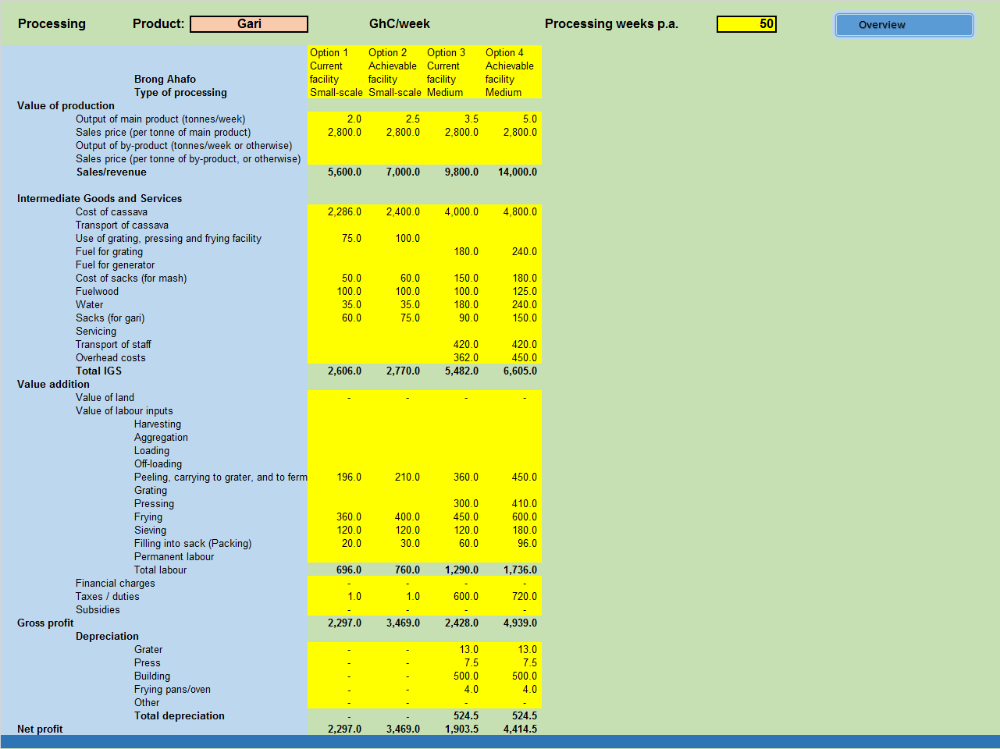 Processing Product: Gari GhC/week Processing weeks p.a. 50 Overview
Option 1 Option 2 Option 3 Option 4
Current Achievable Current Achievable
Brong Ahafo facility facility facility facility
Type of processing Small-scale Small-scale Medium Medium
Value of production
Output of main product (tonnes/week) 2.0 2.5 3.5 5.0
Sales price (per tonne of main product) 2,800.0 2,800.0 2,800.0 2,800.0
Output of by-product (tonnes/week or otherwise)
Sales price (per tonne of by-product, or otherwise)
Sales/revenue 5,600.0 7,000.0 9,800.0 14,000.0
Intermediate Goods and Services
Cost of cassava 2,286.0 2,400.0 4,000.0 4,800.0
Transport of cassava
Use of grating, pressing and frying facility 75.0 100.0
Fuel for grating 180.0 240.0
Fuel for generator
Cost of sacks (for mash) 50.0 60.0 150.0 180.0
Fuelwood 100.0 100.0 100.0 125.0
Water 35.0 35.0 180.0 240.0
Sacks (for gari) 60.0 75.0 90.0 150.0
Servicing
Transport of staff 420.0 420.0
Overhead costs 362.0 450.0
Total IGS 2,606.0 2,770.0 5,482.0 6,605.0
Value addition
Value of land - - - -
Value of labour inputs
Harvesting
Aggregation
Loading
Off-loading
Peeling, carrying to grater, and to ferm 196.0 210.0 360.0 450.0
Grating
Pressing 300.0 410.0
Frying 360.0 400.0 450.0 600.0
Sieving 120.0 120.0 120.0 180.0
Filling into sack (Packing) 20.0 30.0 60.0 96.0
Permanent labour
Total labour 696.0 760.0 1,290.0 1,736.0
Financial charges - - - -
Taxes / duties 1.0 1.0 600.0 720.0
Subsidies - - - -
Gross profit 2,297.0 3,469.0 2,428.0 4,939.0
Depreciation
Grater - - 13.0 13.0
Press - - 7.5 7.5
Building - - 500.0 500.0
Frying pans/oven - - 4.0 4.0
Other - - - -
Total depreciation - - 524.5 524.5
Net profit 2,297.0 3,469.0 1,903.5 4,414.5